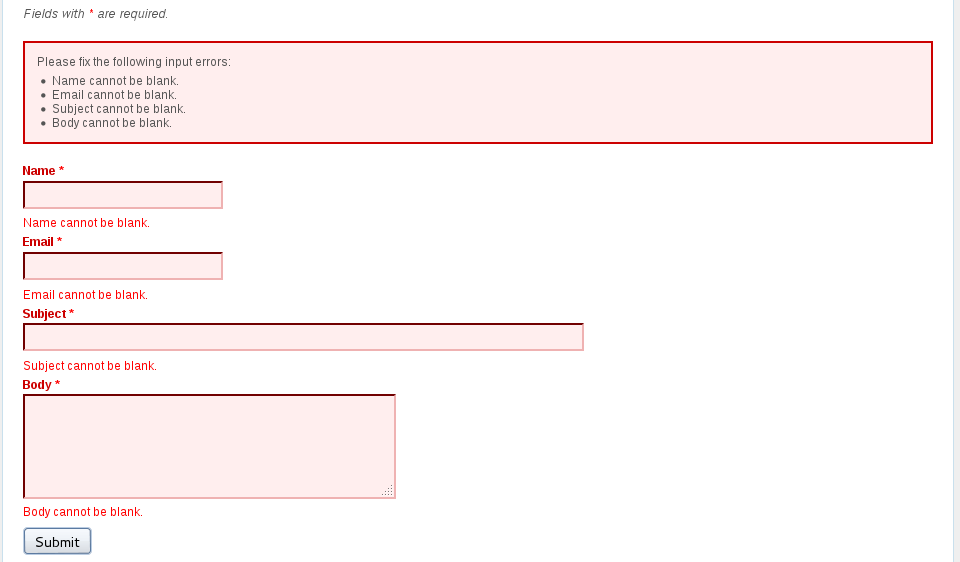 Fields with * are required.
Please fix the following input errors:
Name cannot be blank.
Email cannot be blank.
Subject cannot be blank.
Body cannot be blank.
Name *
Name cannot be blank.
Email *
Email cannot be blank.
Subject *
Subject cannot be blank.
Body *
Body cannot be blank.
Submit